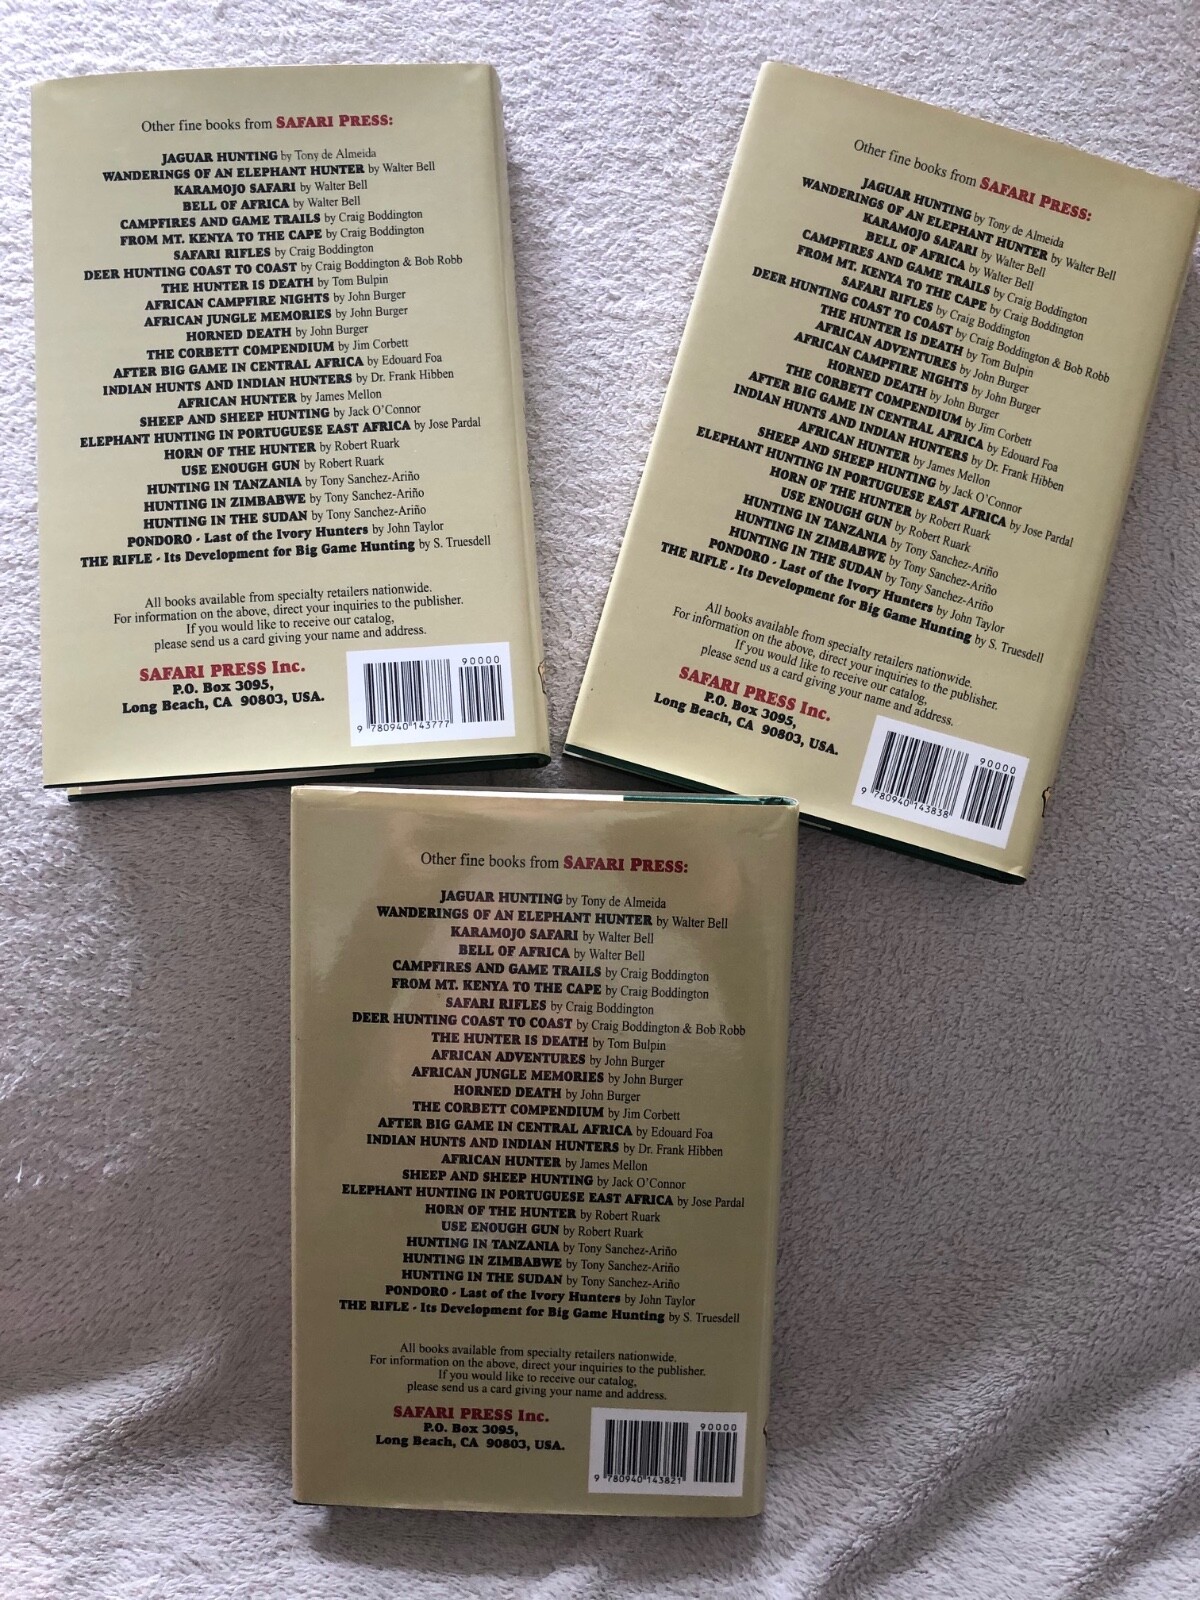 Other fine books from SAFARI PRESS:
JAGUAR HUNTING by Tony de Almeida
WANDERINGS OF AN ELEPHANT HUNTER by Walter Bell
KARAMOJO SAFARI by Walter Bell
BELL OF AFRICA by Walter Bell
CAMPFIRES AND GAME TRAILS by Craig Boddington
FROM MT. KENYA TO THE CAPE by Craig Boddington
SAFARI RIFLES by Craig Boddington
DEER HUNTING COAST TO COAST by Craig Boddington & Bob Robb
THE HUNTER IS DEATH by Tom Bulpin
AFRICAN CAMPFIRE NIGHTS by John Burger
AFRICAN JUNGLE MEMORIES by John Burger
HORNED DEATH by John Burger
THE CORBETT COMPENDIUM by Jim Corbett
AFTER BIG GAME IN CENTRAL AFRICA by Edouard Foa
INDIAN HUNTS AND INDIAN HUNTERS by Dr. Frank Hibben
AFRICAN HUNTER by James Mellon
SHEEP AND SHEEP HUNTING by Jack O'Connor
ELEPHANT HUNTING IN PORTUGUESE EAST AFRICA by Jose Pardal
HORN OF THE HUNTER by Robert Ruark
USE ENOUGH GUN by Robert Ruark
HUNTING IN TANZANIA by Tony Sanchez-Ariño
HUNTING IN ZIMBABWE by Tony Sanchez-Ariño
HUNTING IN THE SUDAN by Tony Sanchez-Ariño
PONDORO - Last of the Ivory Hunters by John Taylor
THE RIFLE - Its Development for Big Game Hunting by S. Truesdell
All books available from specialty retailers nationwide.
For information on the above, direct your inquiries to the publisher.
If you would like to receive our catalog,
please send us a card giving your name and address.
SAFARI PRESS Inc.
P.O. Box 3095,
Long Beach, CA 90803, USA.
90000
9 780940 143777
Other fine books from SAFARI PRESS:
JAGUAR HUNTING by Tony de Almeida
WANDERINGS OF AN ELEPHANT HUNTER by Walter Bell
KARAMOJO SAFARI by Walter Bell
BELL OF AFRICA by Walter Bell
CAMPFIRES AND GAME TRAILS by Craig Boddington
FROM MT. KENYA TO THE CAPE by Craig Boddington
SAFARI RIFLES by Craig Boddington
DEER HUNTING COAST TO COAST by Craig Boddington & Bob Robb
THE HUNTER IS DEATH by Tom Bulpin
AFRICAN ADVENTURES by John Burger
AFRICAN CAMPFIRE NIGHTS by John Burger
HORNED DEATH by John Burger
THE CORBETT COMPENDIUM by Jim Corbett
AFTER BIG GAME IN CENTRAL AFRICA by Edouard Foa
INDIAN HUNTS AND INDIAN HUNTERS by Dr. Frank Hibben
AFRICAN HUNTER by James Mellon
SHEEP AND SHEEP HUNTING by Jack O'Connor
ELEPHANT HUNTING IN PORTUGUESE EAST AFRICA by Jose Pardal
HORN OF THE HUNTER by Robert Ruark
USE ENOUGH GUN by Robert Ruark
HUNTING IN TANZANIA by Tony Sanchez-Ariño
HUNTING IN ZIMBABWE by Tony Sanchez-Ariño
HUNTING IN THE SUDAN by Tony Sanchez-Ariño
PONDORO - Last of the Ivory Hunters by John Taylor
THE RIFLE - Its Development for Big Game Hunting by S. Truesdell
All books available from specialty retailers nationwide.
For information on the above, direct your inquiries to the publisher.
If you would like to receive our catalog,
please send us a card giving your name and address.
SAFARI PRESS Inc.
P.O. Box 3095,
Long Beach, CA 90803, USA.
90000
9 780940 143838
Other fine books from SAFARI PRESS:
JAGUAR HUNTING by Tony de Almeida
WANDERINGS OF AN ELEPHANT HUNTER by Walter Bell
KARAMOJO SAFARI by Walter Bell
BELL OF AFRICA by Walter Bell
CAMPFIRES AND GAME TRAILS by Craig Boddington
FROM MT. KENYA TO THE CAPE by Craig Boddington
SAFARI RIFLES by Craig Boddington
DEER HUNTING COAST TO COAST by Craig Boddington & Bob Robb
THE HUNTER IS DEATH by Tom Bulpin
AFRICAN ADVENTURES by John Burger
AFRICAN JUNGLE MEMORIES by John Burger
HORNED DEATH by John Burger
THE CORBETT COMPENDIUM by Jim Corbett
AFTER BIG GAME IN CENTRAL AFRICA by Edouard Foa
INDIAN HUNTS AND INDIAN HUNTERS by Dr. Frank Hibben
AFRICAN HUNTER by James Mellon
SHEEP AND SHEEP HUNTING by Jack O'Connor
ELEPHANT HUNTING IN PORTUGUESE EAST AFRICA by Jose Pardal
HORN OF THE HUNTER by Robert Ruark
USE ENOUGH GUN by Robert Ruark
HUNTING IN TANZANIA by Tony Sanchez-Ariño
HUNTING IN ZIMBABWE by Tony Sanchez-Ariño
HUNTING IN THE SUDAN by Tony Sanchez-Ariño
PONDORO - Last of the Ivory Hunters by John Taylor
THE RIFLE - Its Development for Big Game Hunting by S. Truesdell
All books available from specialty retailers nationwide.
For information on the above, direct your inquiries to the publisher.
If you would like to receive our catalog,
please send us a card giving your name and address.
SAFARI PRESS Inc.
P.O. Box 3095,
Long Beach, CA 90803, USA.
90000
9 780940 143821